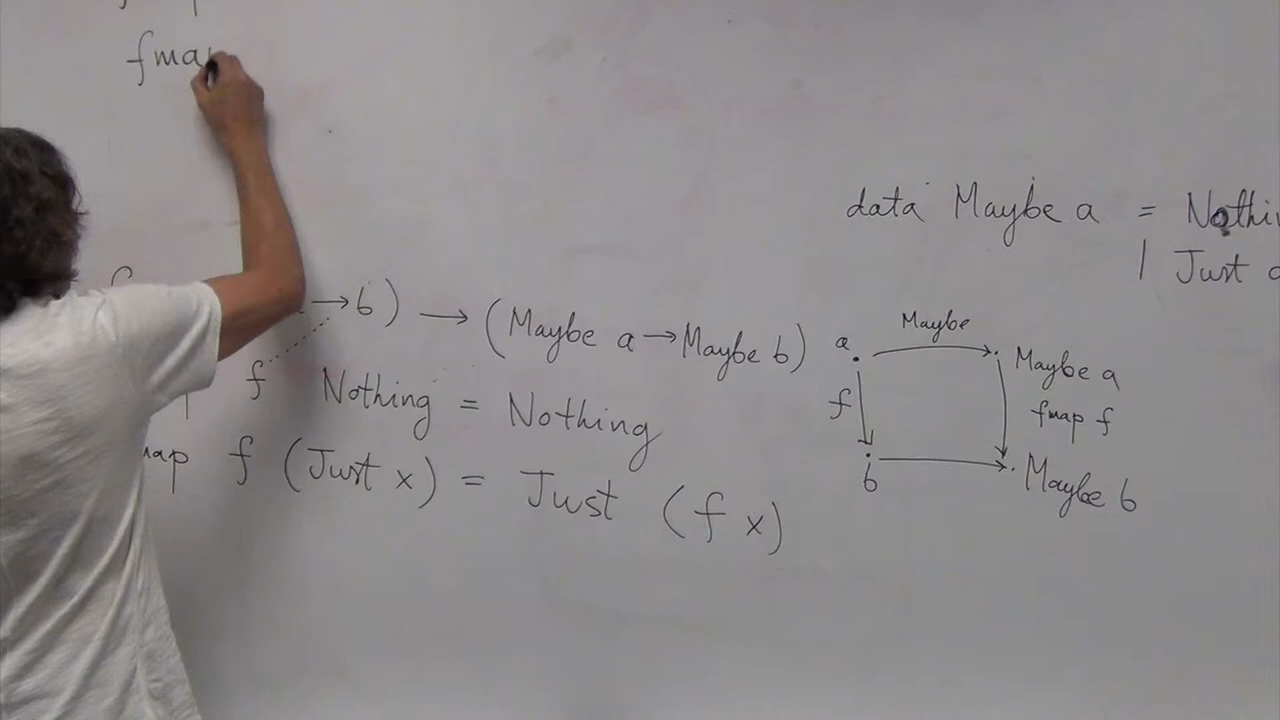 fma
data Maybe a = Nothi
| Just
→ b) → (Maybe a → Maybe b)
f Nothing = Nothing
map f (Just x) = Just (f x)
a Maybe Maybe a
f fmap f
b Maybe b